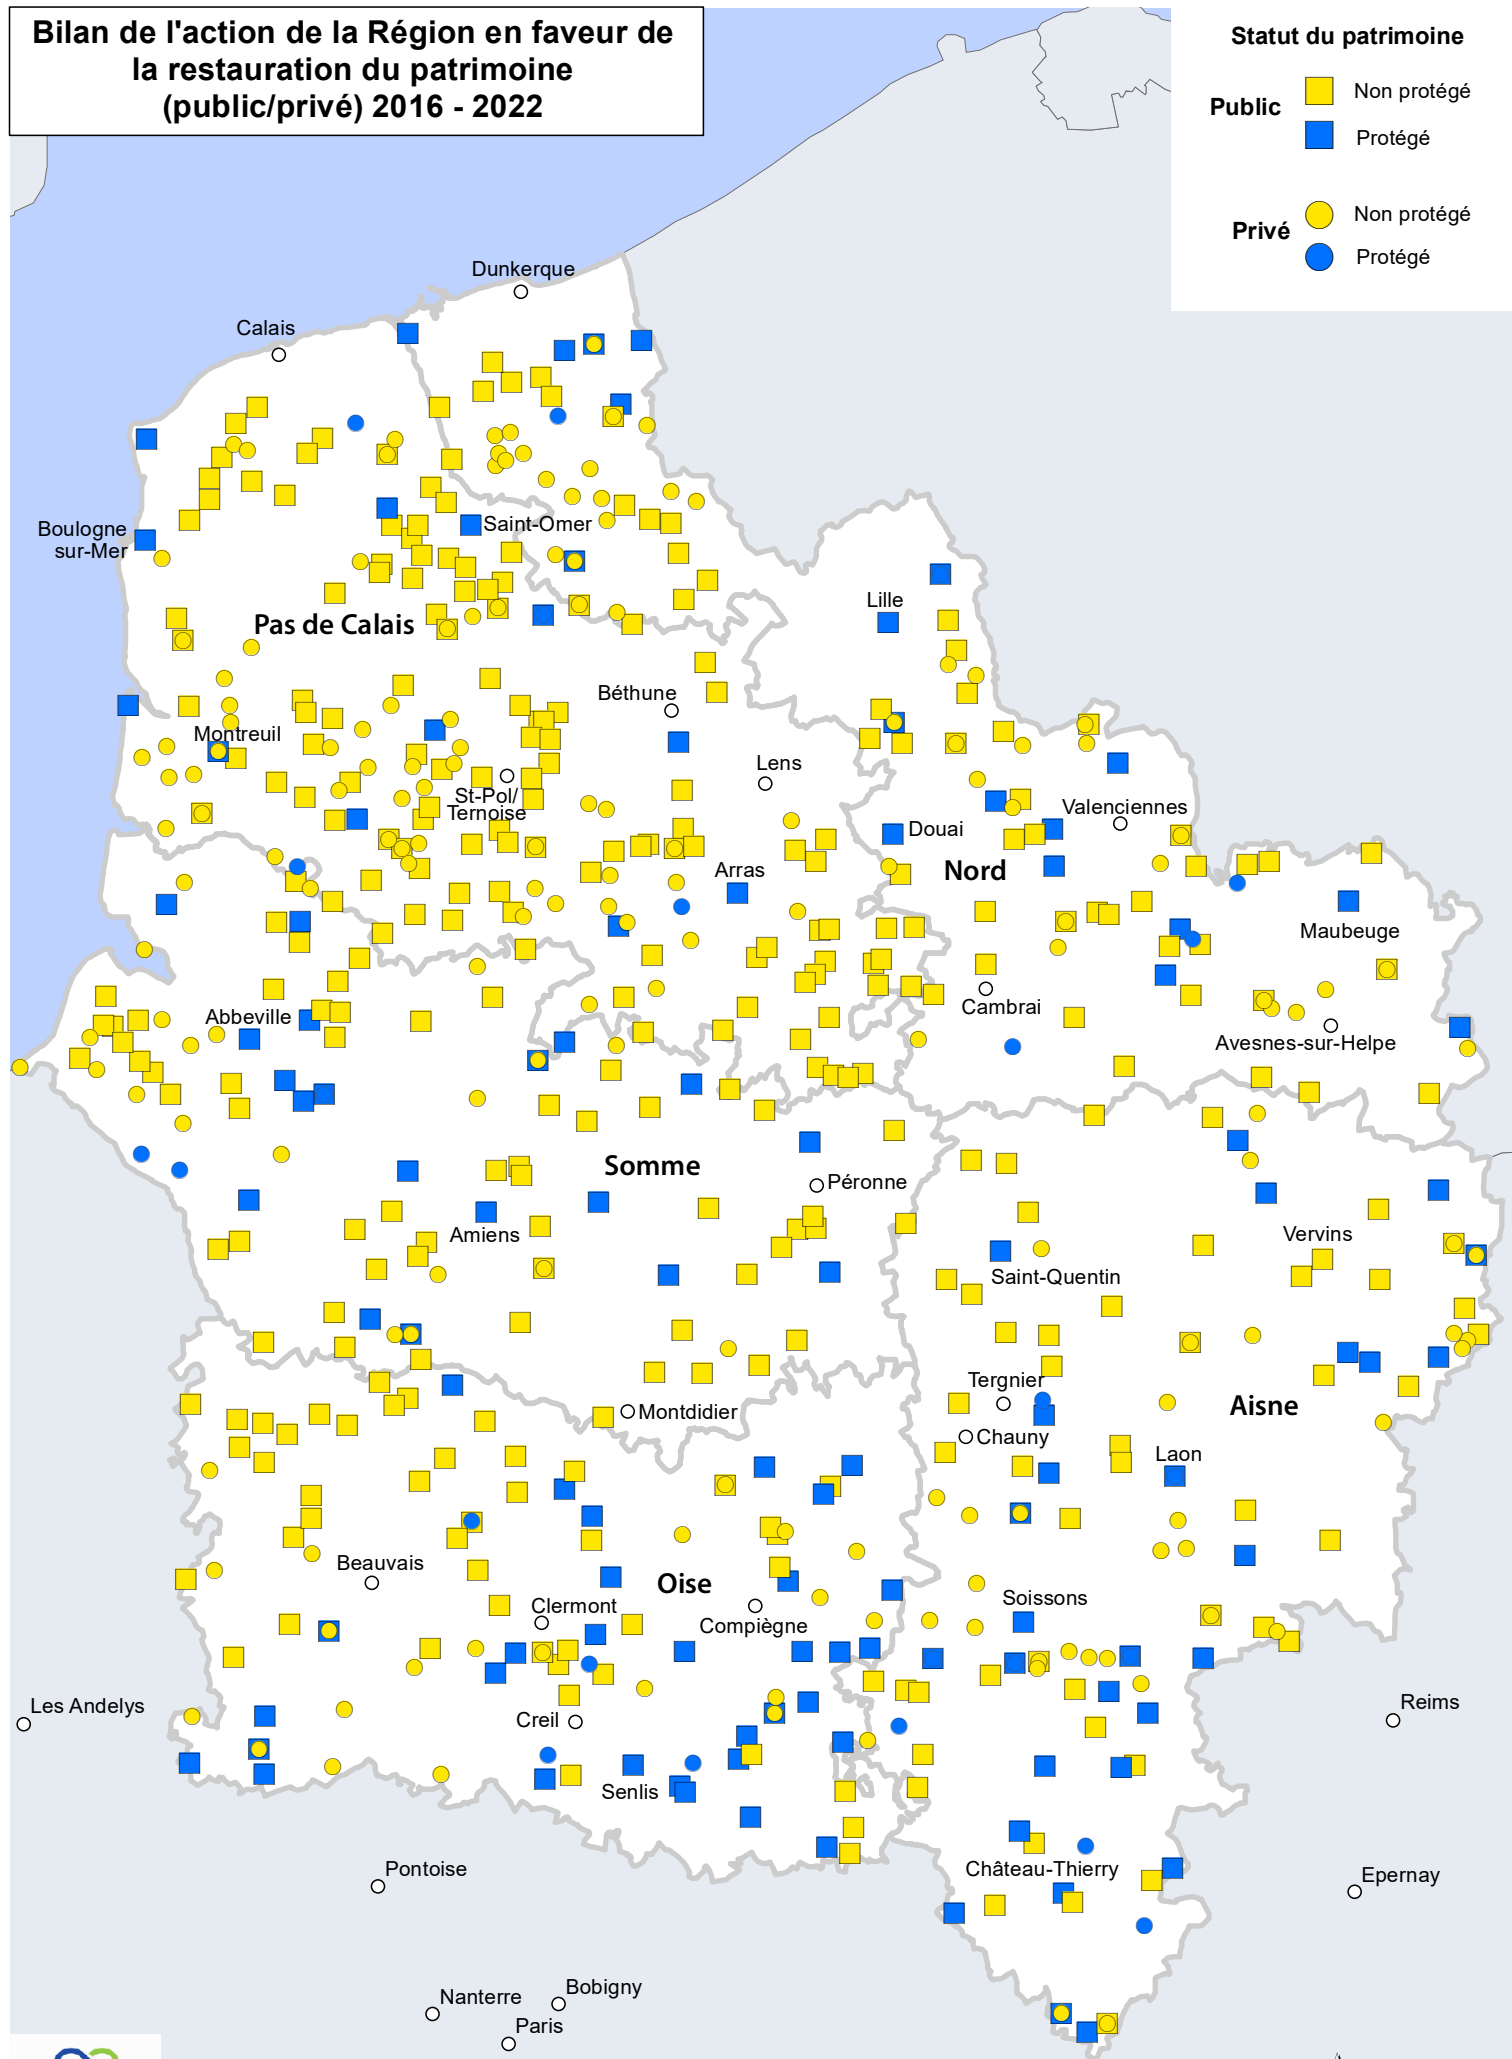 Bilan de l'action de la Région en faveur de
la restauration du patrimoine
(public/privé) 2016 - 2022
Statut du patrimoine
Public
Non protégé
Protégé
Privé
Non protégé
Protégé
Dunkerque
Calais
Boulogne
sur-Mer
Saint-Omer
Lille
Pas de Calais
Béthune
Montreuil
Lens
St-Pol/
Ternoise
Valenciennes
Douai
Arras
Nord
Maubeuge
Cambrai
Abbeville
Avesnes-sur-Helpe
Somme
Péronne
Amiens
Vervins
Saint-Quentin
Tergnier
Aisne
Montdidier
Chauny
Laon
Beauvais
Oise
Soissons
Clermont
Compiègne
Les Andelys
Reims
Creil
Senlis
Château-Thierry
Pontoise
Epernay
Nanterre
Bobigny
Paris